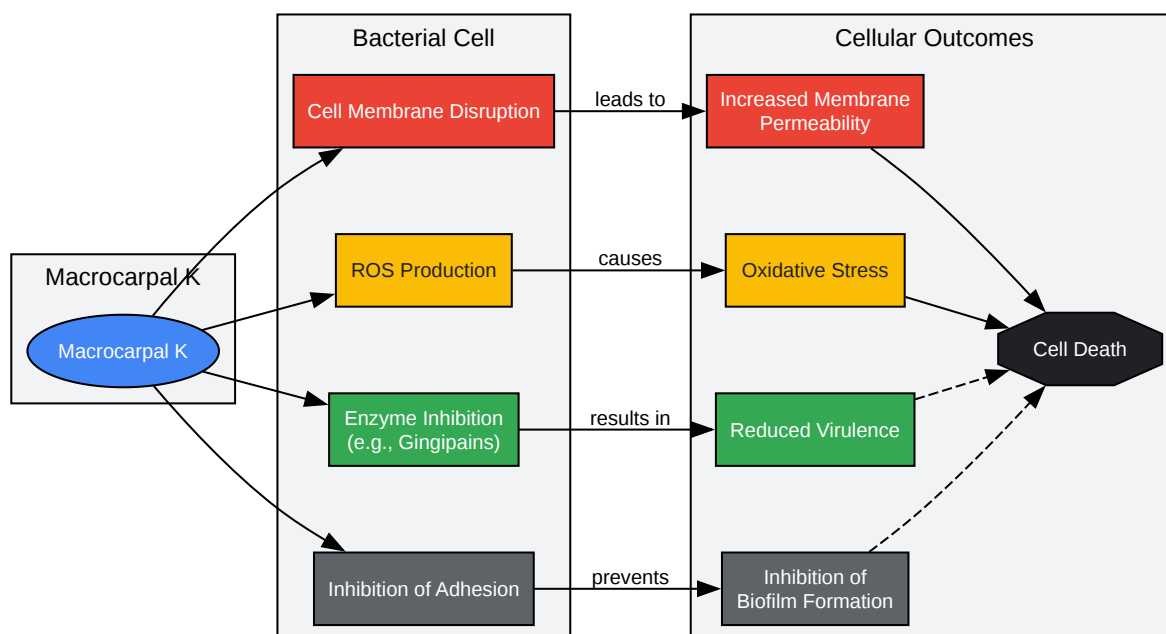 Bacterial Cell
Cellular Outcomes
Cell Membrane Disruption
leads to
Increased Membrane
Permeability
Macrocarpal K
ROS Production
causes
Oxidative Stress
Macrocarpal K
Cell Death
Enzyme Inhibition
(e.g., Gingipains)
results in
Reduced Virulence
Inhibition of Adhesion
prevents
Inhibition of
Biofilm Formation